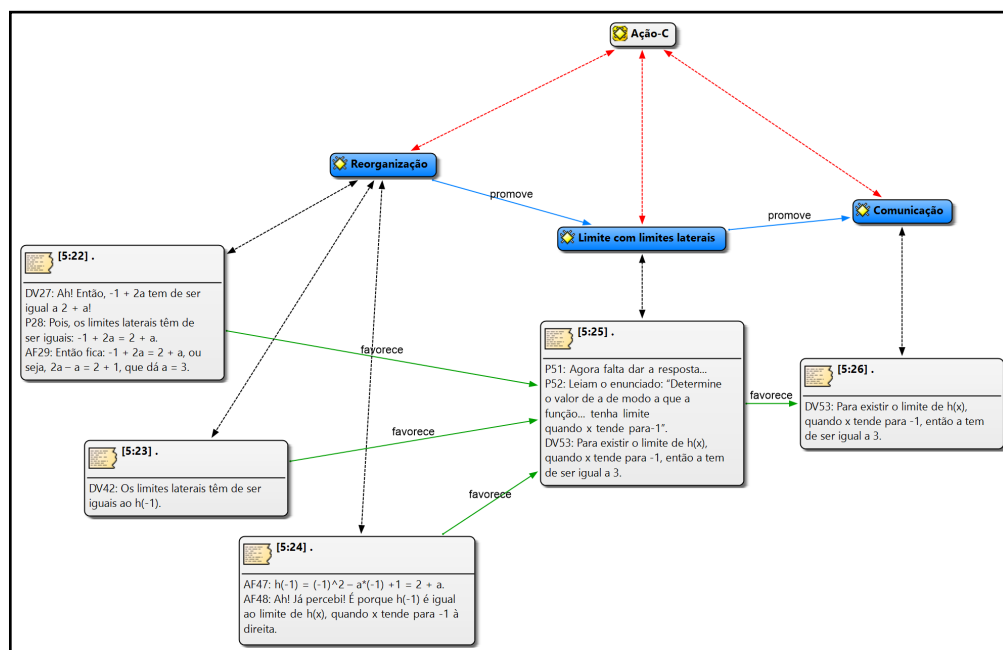 Ação-C
Reorganização
promove
Limite com limites laterais
promove
Comunicação
[5:22] .
DV27: Ah! Então, -1 + 2a tem de ser
igual a 2 + a!
P28: Pois, os limites laterais têm de
ser iguais: -1 + 2a = 2 + a.
AF29: Então fica: -1 + 2a = 2 + a, ou
seja, 2a – a = 2 + 1, que dá a = 3.
favorece
[5:23] .
DV42: Os limites laterais têm de ser
iguais ao h(-1).
favorece
[5:24] .
AF47: h(-1) = (-1)^2 – a*(-1) +1 = 2 + a.
AF48: Ah! Já percebi! É porque h(-1) é igual
ao limite de h(x), quando x tende para -1 à
direita.
favorece
[5:25] .
P51: Agora falta dar a resposta...
P52: Leiam o enunciado: “Determine
o valor de a de modo a que a
função... tenha limite
quando x tende para-1”.
DV53: Para existir o limite de h(x),
quando x tende para -1, então a tem
de ser igual a 3.
favorece
[5:26] .
DV53: Para existir o limite de h(x),
quando x tende para -1, então a tem
de ser igual a 3.